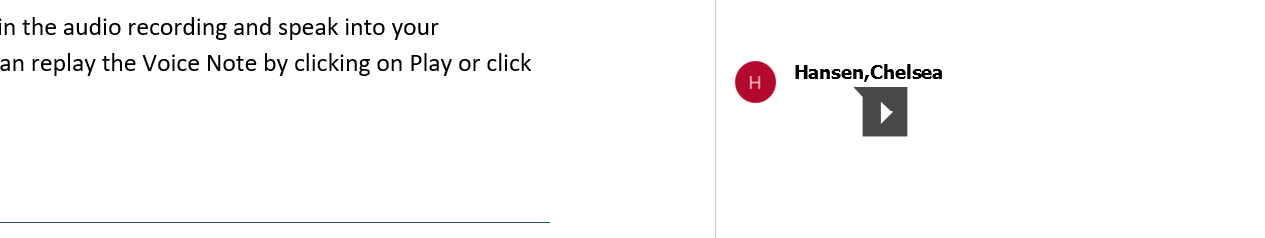 in the audio recording and speak into your
an replay the Voice Note by clicking on Play or click
H
Hansen,Chelsea